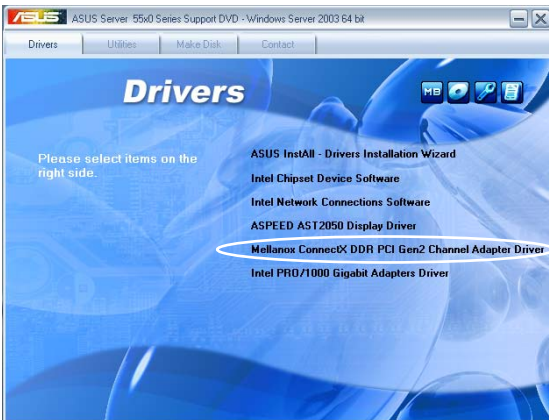 ASUS ASUS Server 55x0 Series Support DVD - Windows Server 2003 64 bit
Drivers Utilities Make Disk Contact
Drivers
MB
Please select items on the
right side.
ASUS InstAll - Drivers Installation Wizard
Intel Chipset Device Software
Intel Network Connections Software
ASPEED AST2050 Display Driver
Mellanox ConnectX DDR PCI Gen2 Channel Adapter Driver
Intel PRO/1000 Gigabit Adapters Driver